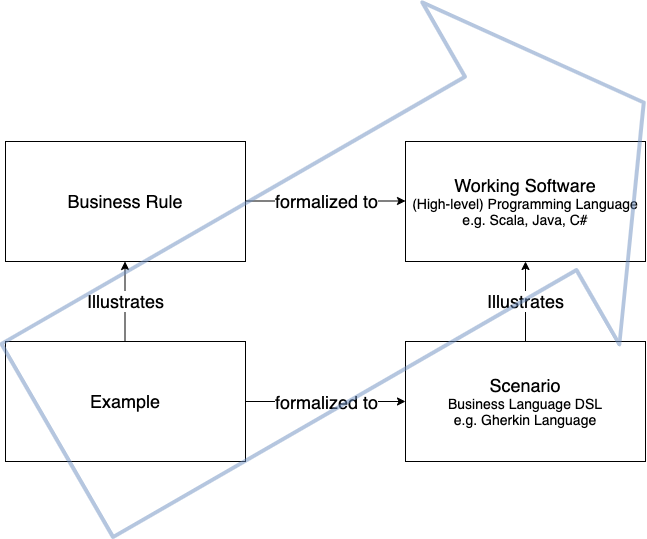 Business Rule
formalized to
Working Software
(High-level) Programming Language
e.g. Scala, Java, C#
Illustrates
Illustrates
Example
formalized to
Scenario
Business Language DSL
e.g. Gherkin Language